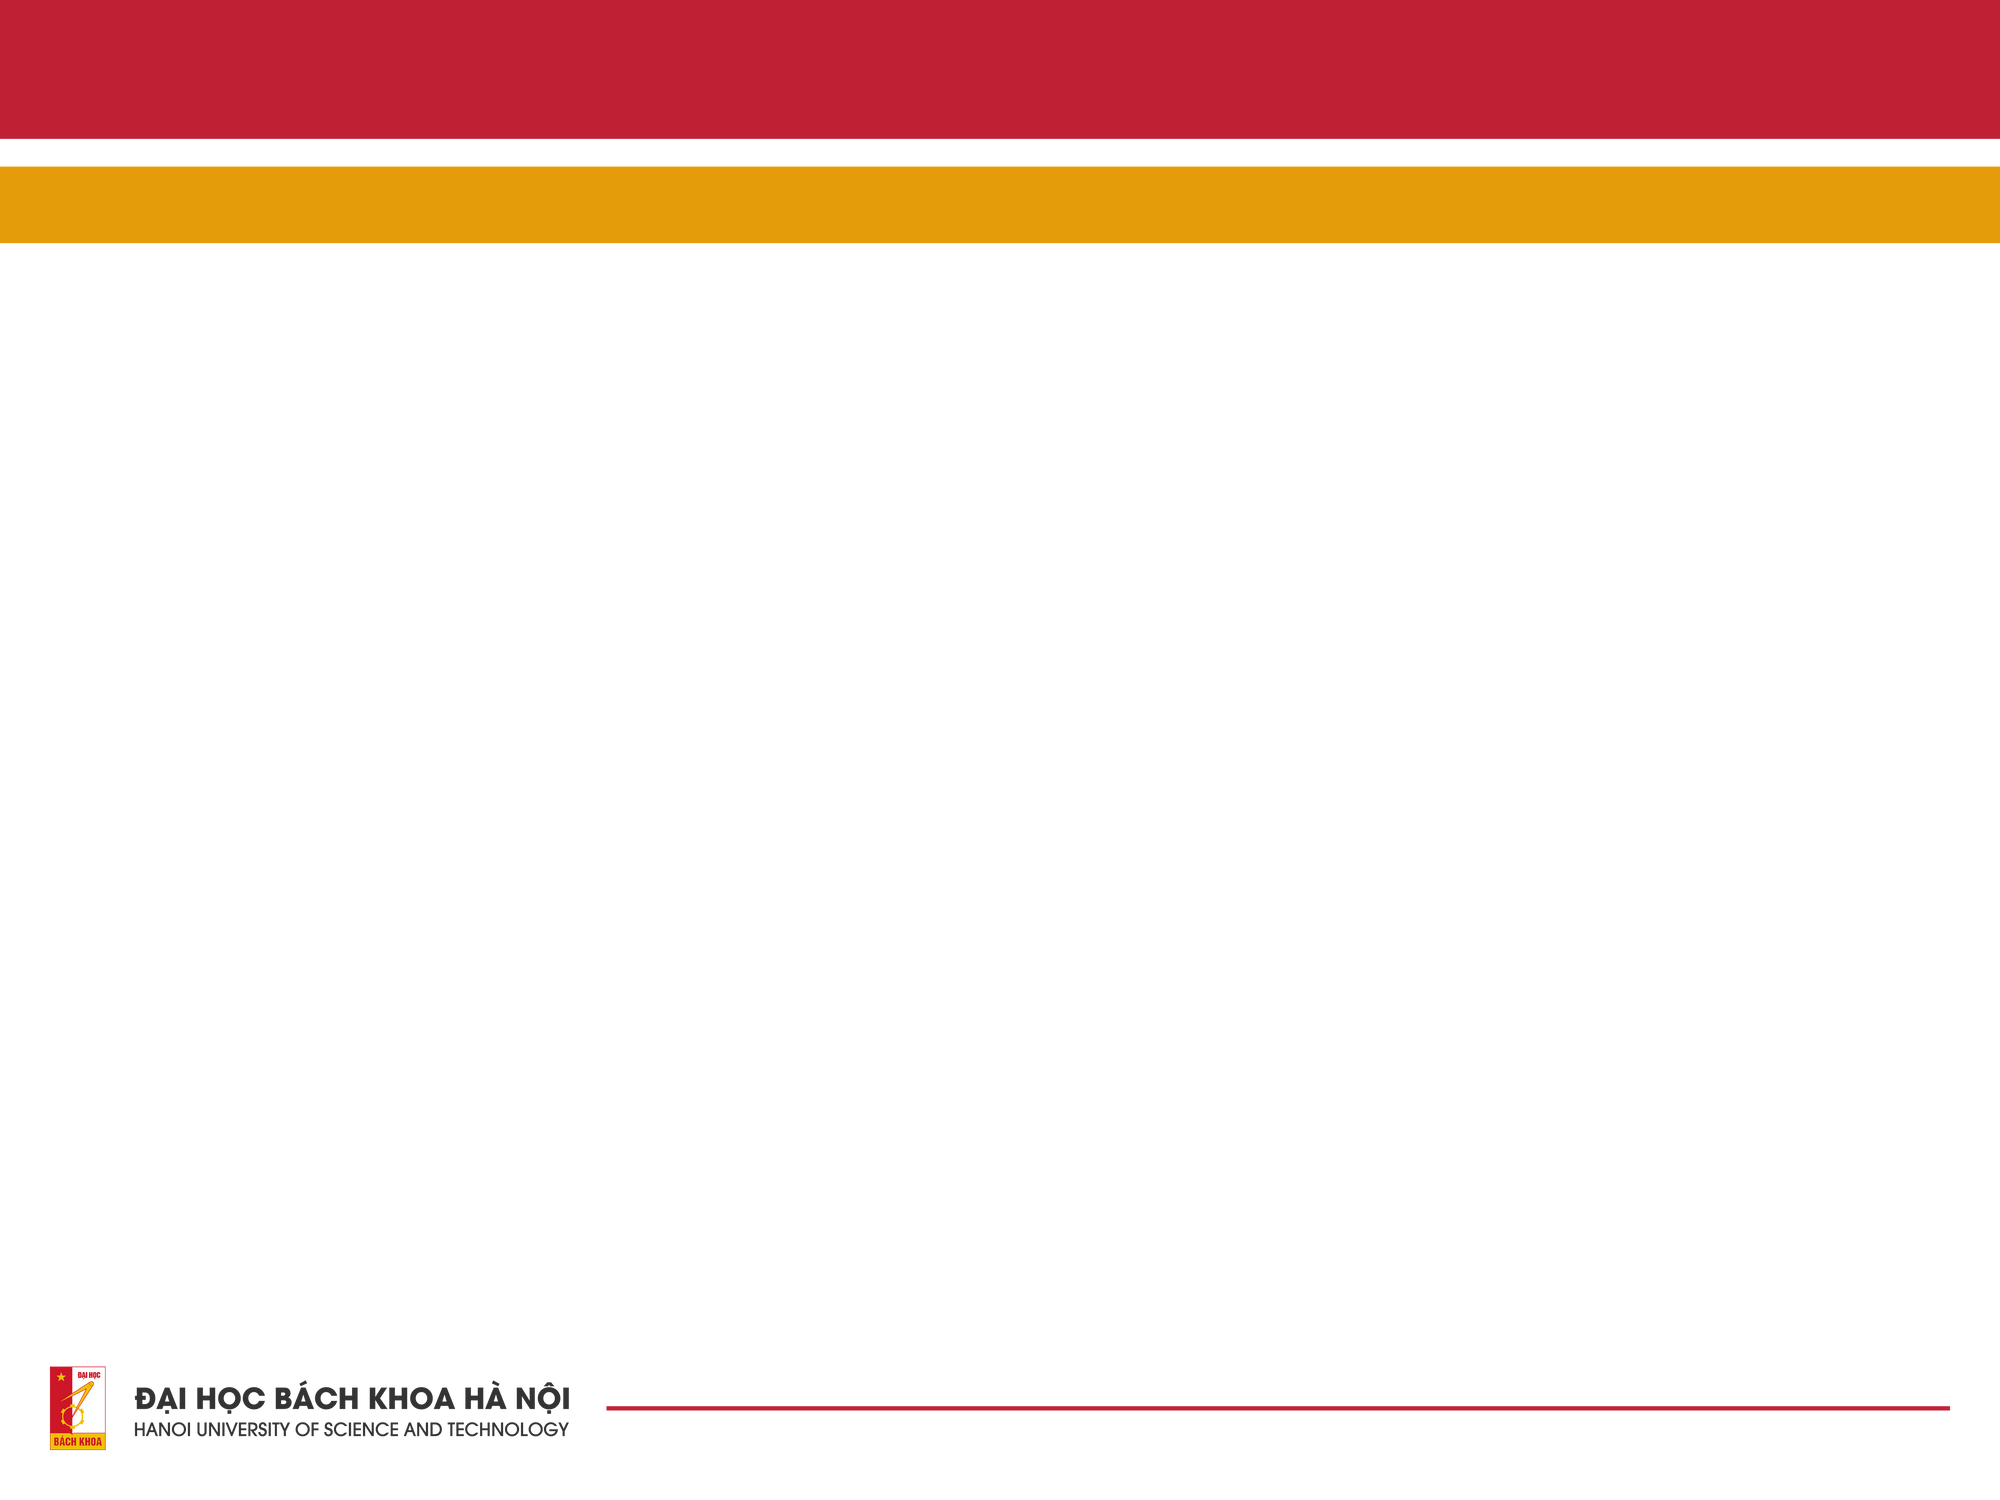 ĐẠI HỌC
BÁCH KHOA
ĐẠI HỌC BÁCH KHOA HÀ NỘI
HANOI UNIVERSITY OF SCIENCE AND TECHNOLOGY